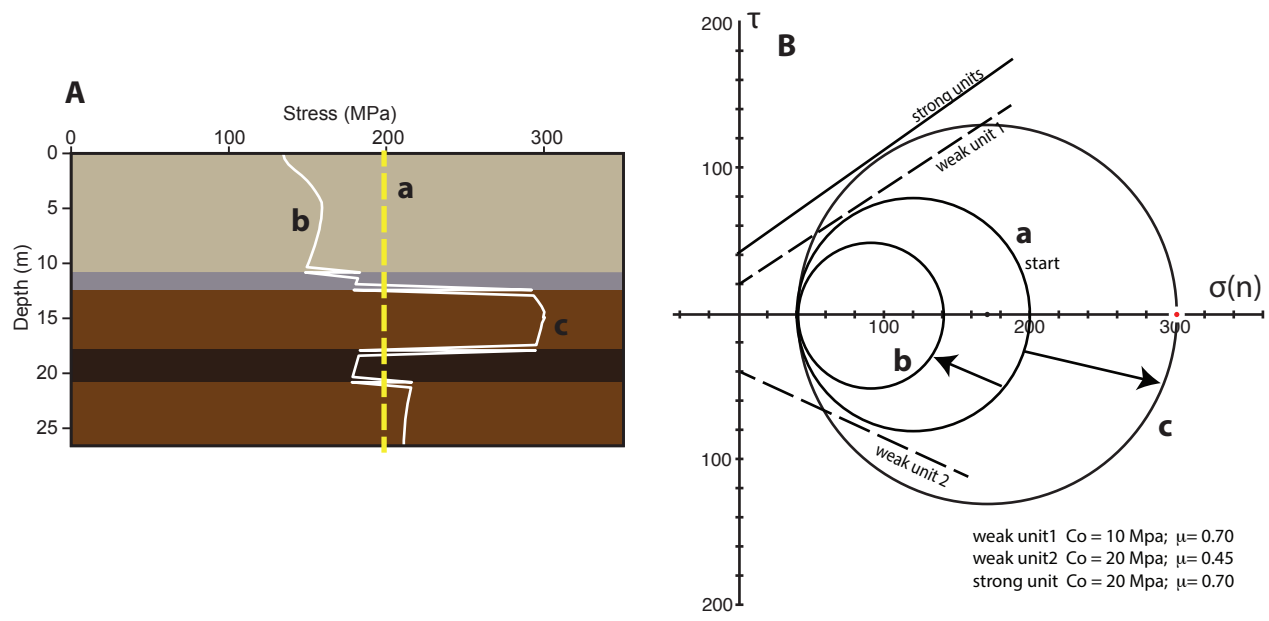 A
Stress (MPa)
0 100 200 300
Depth (m)
0
5
10
15
20
25
a
b
c
B
τ
200
100
100
200
strong units
weak unit 1
a
start
σ(n)
100 200 300
b
c
weak unit 2
weak unit1 Co = 10 Mpa; μ= 0.70
weak unit2 Co = 20 Mpa; μ= 0.45
strong unit Co = 20 Mpa; μ= 0.70